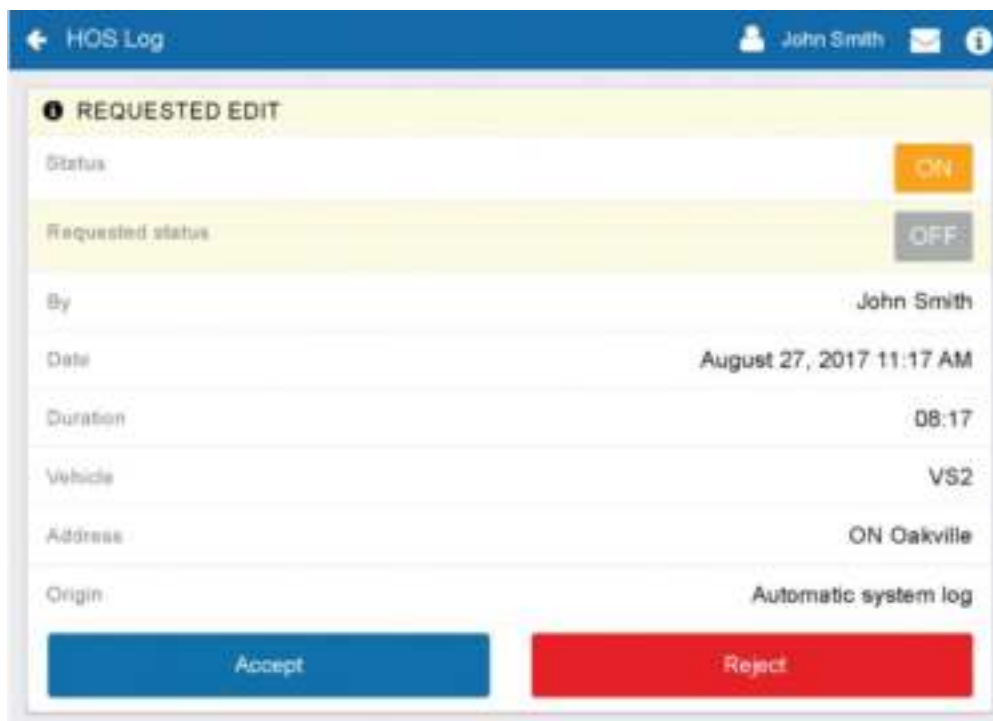 HOS Log John Smith
REQUESTED EDIT
Status ON
Requested status OFF
By John Smith
Date August 27, 2017 11:17 AM
Duration 08:17
Vehicle VS2
Address ON Oakville
Origin Automatic system log
Accept Reject